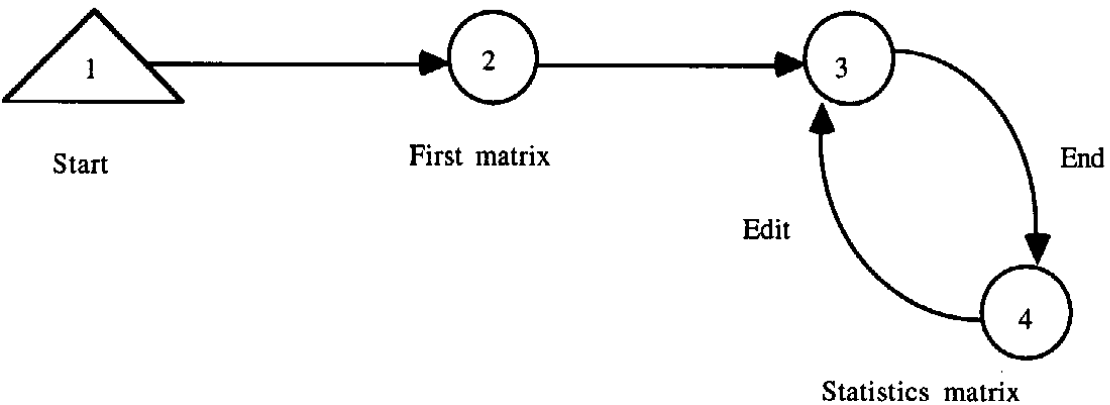 1
2
3
Start
First matrix
End
Edit
4
Statistics matrix